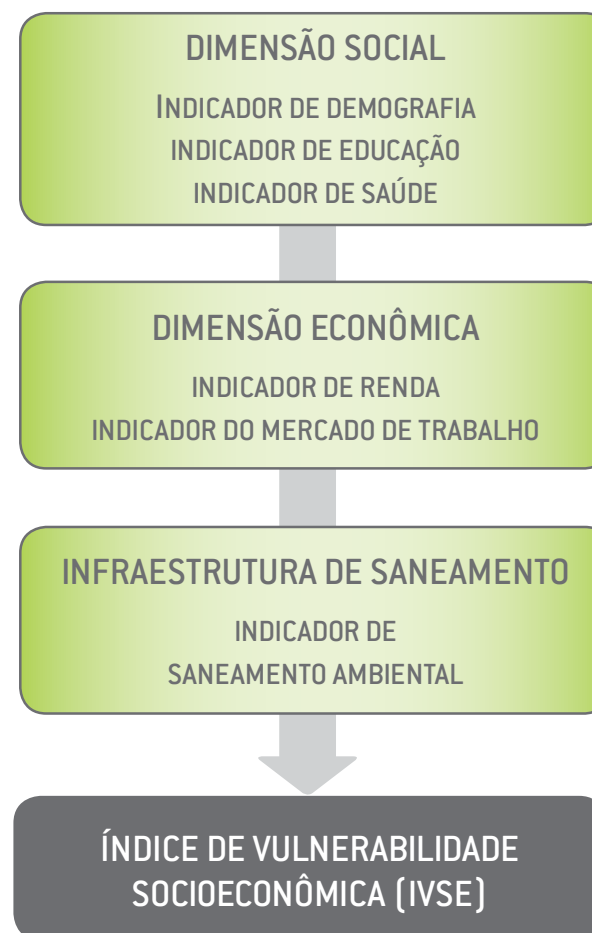 DIMENSÃO SOCIAL
INDICADOR DE DEMOGRAFIA
INDICADOR DE EDUCAÇÃO
INDICADOR DE SAÚDE
DIMENSÃO ECONÔMICA
INDICADOR DE RENDA
INDICADOR DO MERCADO DE TRABALHO
INFRAESTRUTURA DE SANEAMENTO
INDICADOR DE
SANEAMENTO AMBIENTAL
ÍNDICE DE VULNERABILIDADE
SOCIOECONÔMICA (IVSE)